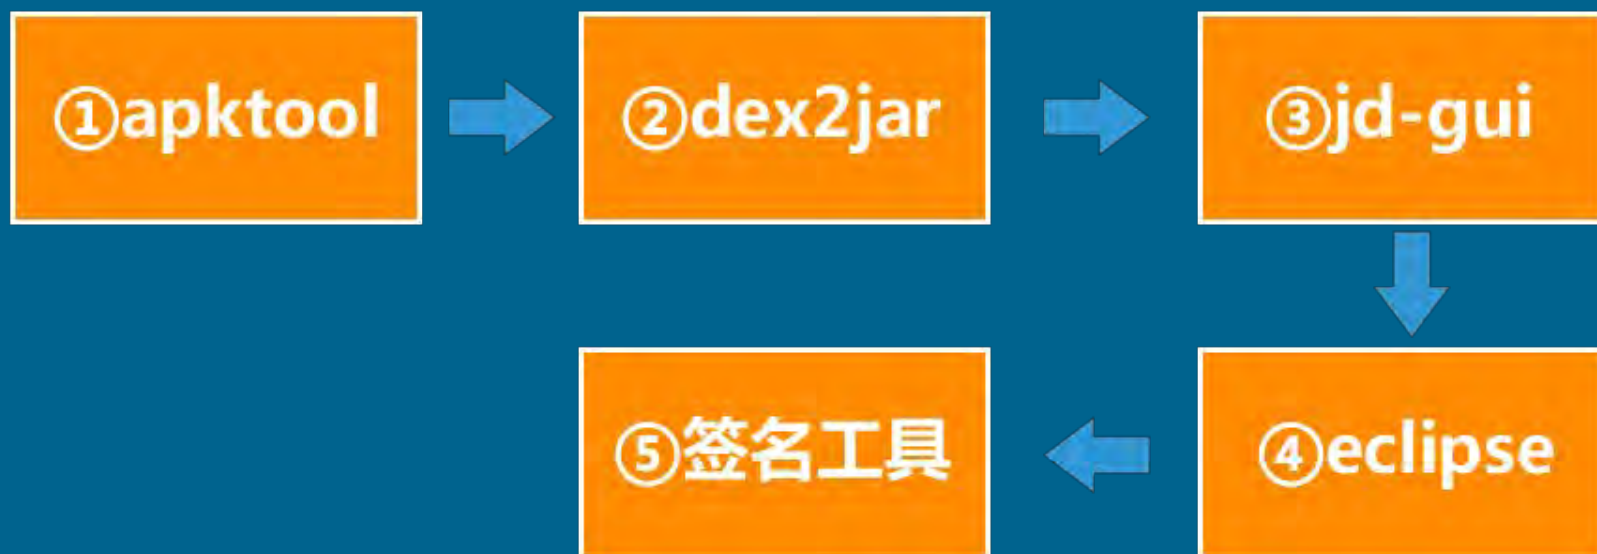 ①apktool
②dex2jar
③jd-gui
④eclipse
⑤签名工具